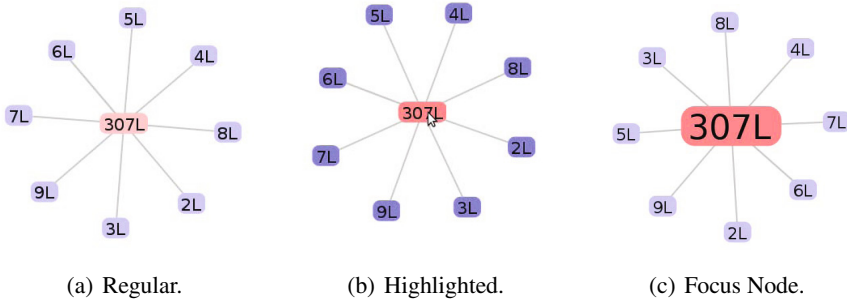 5L
6L
4L
7L
307L
8L
9L
2L
3L
5L
4L
6L
8L
307L
7L
2L
9L
3L
8L
3L
4L
5L
307L
7L
9L
6L
2L
(a) Regular.
(b) Highlighted.
(c) Focus Node.